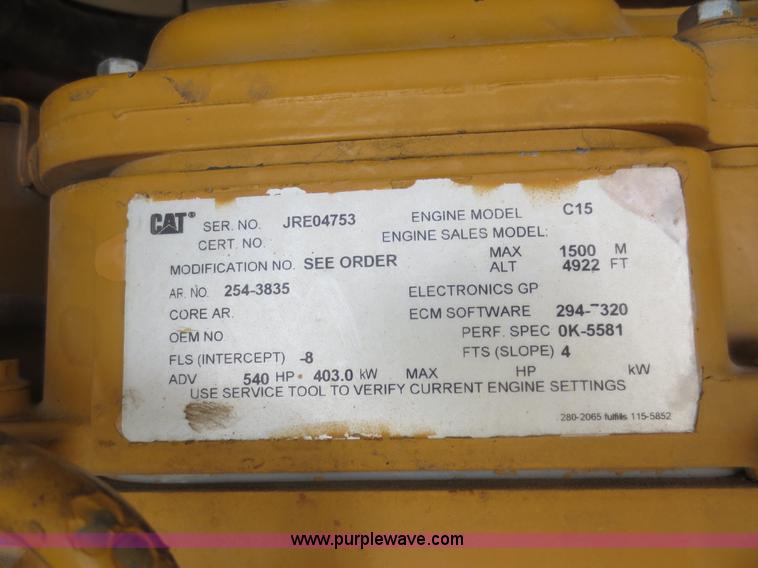 CAT® SER. NO. JRE04753 ENGINE MODEL C15
CERT. NO. ENGINE SALES MODEL:
MODIFICATION NO. SEE ORDER MAX 1500 M
ALT 4922 FT
AR. NO. 254-3835 ELECTRONICS GP
CORE AR. ECM SOFTWARE 294-7320
OEM NO PERF. SPEC 0K-5581
FLS (INTERCEPT) -8 FTS (SLOPE) 4
ADV 540 HP 403.0 kW MAX HP kW
USE SERVICE TOOL TO VERIFY CURRENT ENGINE SETTINGS
280-2065 fulfills 115-5852
www.purplewave.com